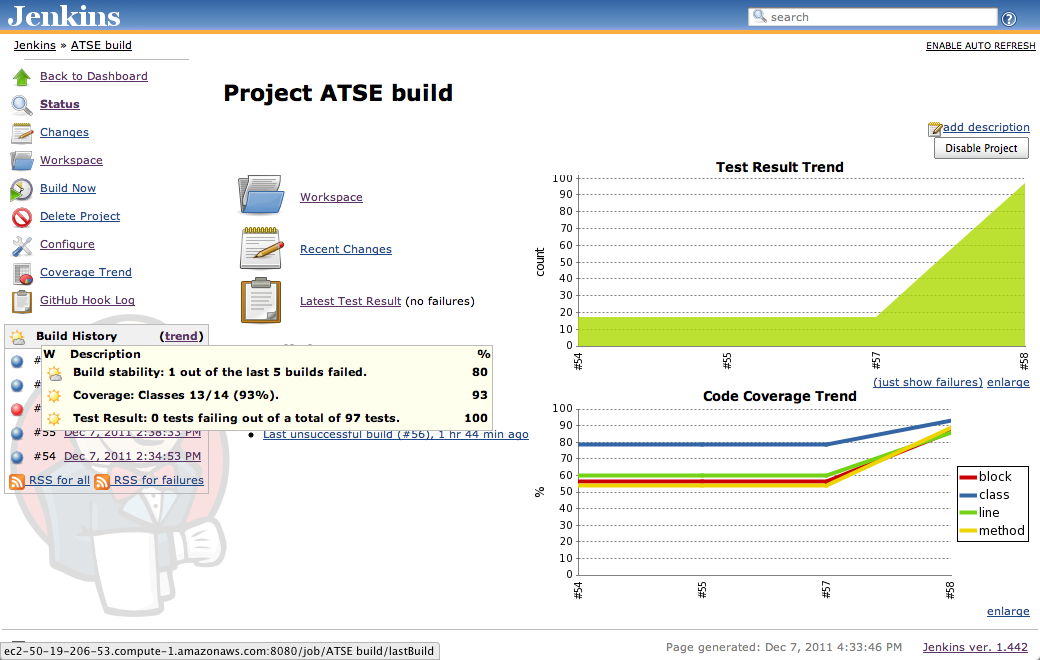 Jenkins
search
Jenkins » ATSE build
ENABLE AUTO REFRESH
Back to Dashboard
Status
Changes
Workspace
Build Now
Delete Project
Configure
Coverage Trend
GitHub Hook Log
Project ATSE build
add description
Disable Project
Workspace
Recent Changes
Latest Test Result (no failures)
Build History (trend)
W Description %
Build stability: 1 out of the last 5 builds failed. 80
Coverage: Classes 13/14 (93%). 93
Test Result: 0 tests failing out of a total of 97 tests. 100
#
#
#
#55 Dec 7, 2011 2:38:33 PM
#54 Dec 7, 2011 2:34:53 PM
RSS for all RSS for failures
Last unsuccessful build (#56), 1 hr 44 min ago
Test Result Trend
100
90
80
70
60
50
40
30
20
10
0
count
#54 #55 #57 #58
(just show failures) enlarge
Code Coverage Trend
100
90
80
70
60
50
40
30
20
10
0
%
#54 #55 #57 #58
block
class
line
method
enlarge
ec2-50-19-206-53.compute-1.amazonaws.com:8080/job/ATSE build/lastBuild
Page generated: Dec 7, 2011 4:33:46 PM Jenkins ver. 1.442